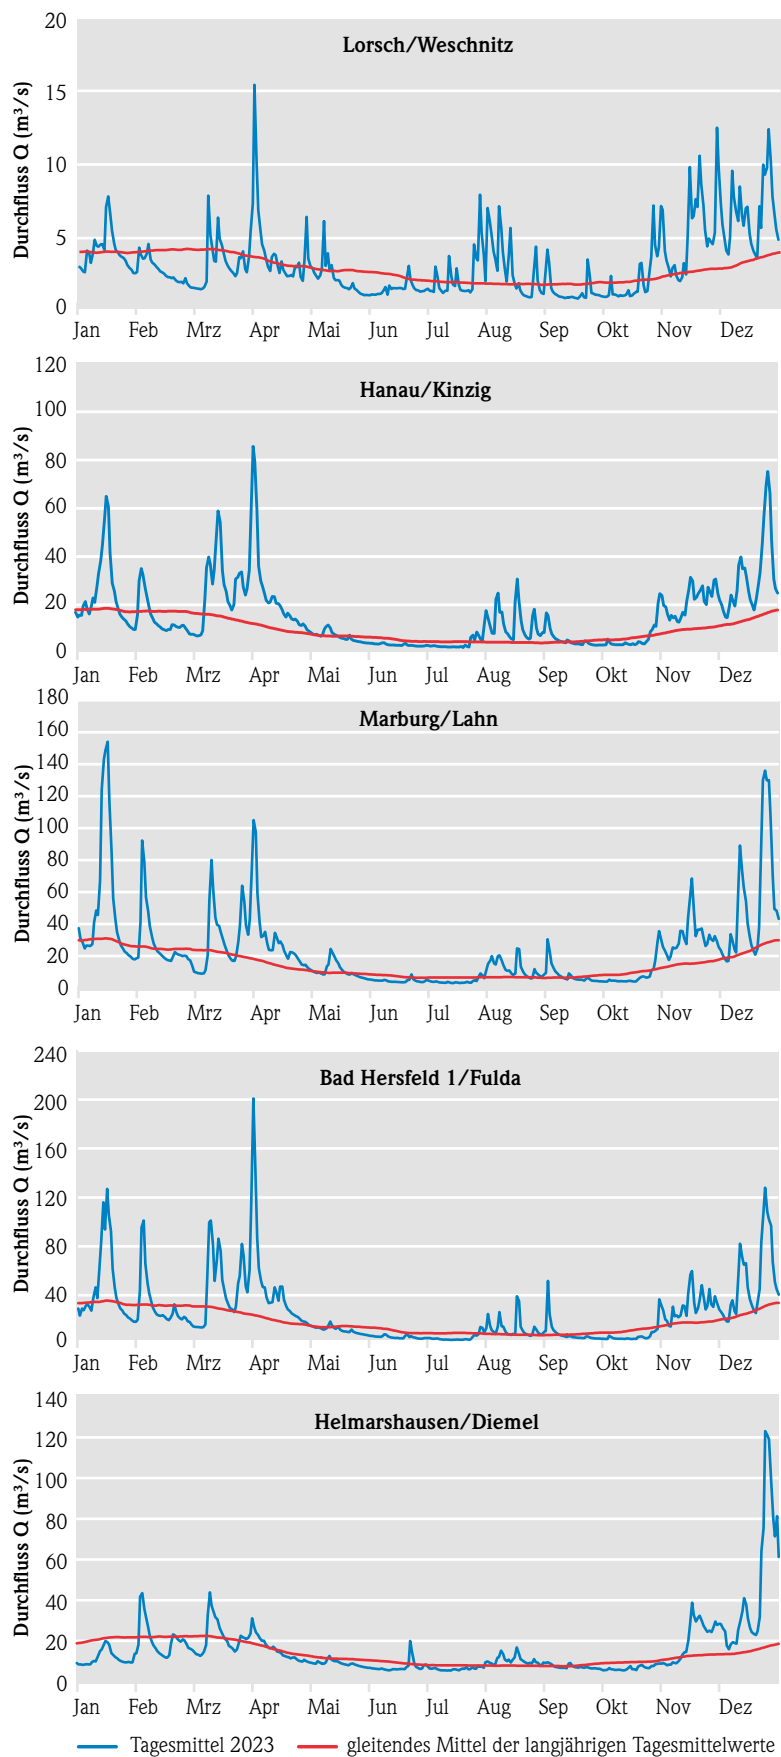 Lorsch/Weschnitz
Durchfluss Q (m³/s)
20
15
10
5
0
Jan Feb Mrz Apr Mai Jun Jul Aug Sep Okt Nov Dez
Hanau/Kinzig
Durchfluss Q (m³/s)
120
100
80
60
40
20
0
Jan Feb Mrz Apr Mai Jun Jul Aug Sep Okt Nov Dez
Marburg/Lahn
Durchfluss Q (m³/s)
180
160
140
120
100
80
60
40
20
0
Jan Feb Mrz Apr Mai Jun Jul Aug Sep Okt Nov Dez
Bad Hersfeld 1/Fulda
Durchfluss Q (m³/s)
240
200
160
120
80
40
0
Jan Feb Mrz Apr Mai Jun Jul Aug Sep Okt Nov Dez
Helmarshausen/Diemel
Durchfluss Q (m³/s)
140
120
100
80
60
40
20
0
Jan Feb Mrz Apr Mai Jun Jul Aug Sep Okt Nov Dez
Tagesmittel 2023 gleitendes Mittel der langjährigen Tagesmittelwerte